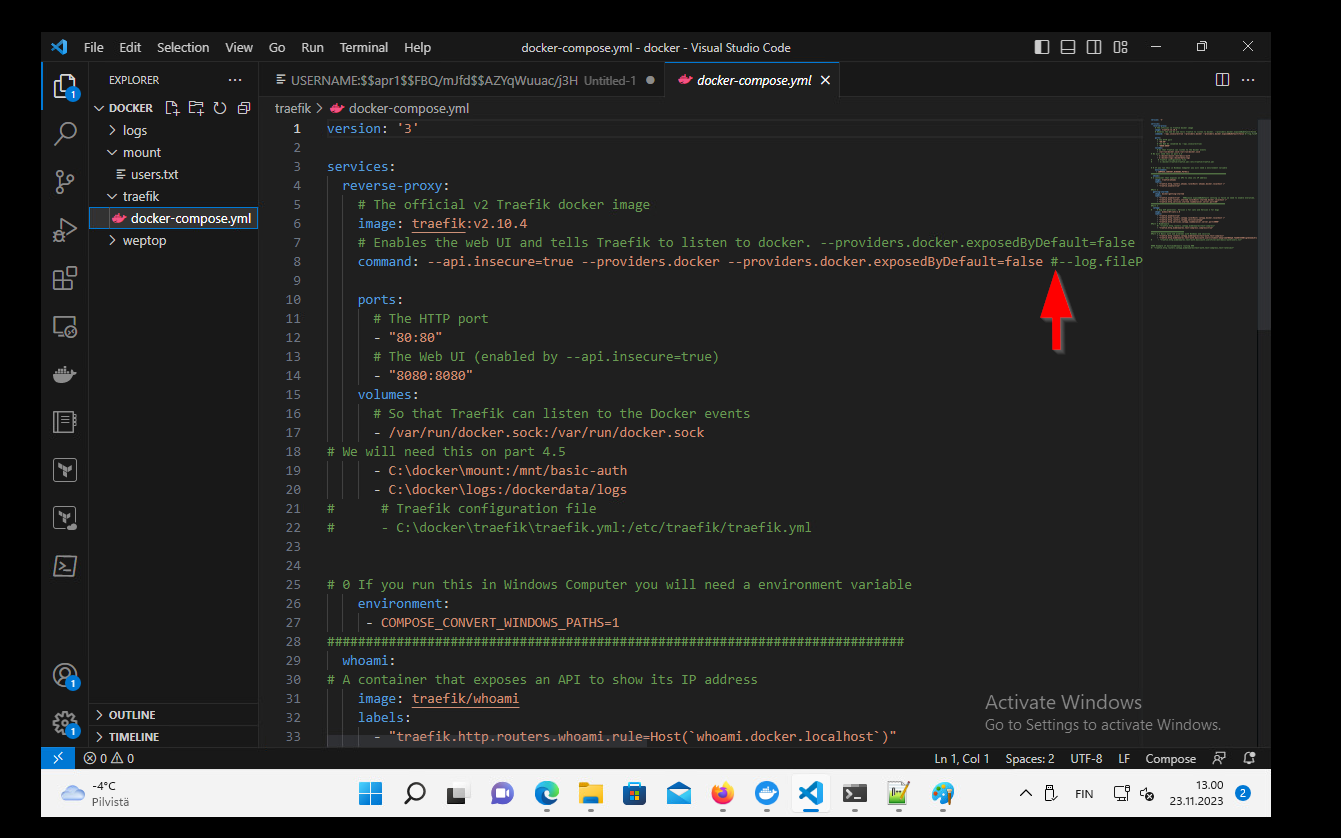 File Edit Selection View Go Run Terminal Help docker-compose.yml - docker - Visual Studio Code
EXPLORER
USERNAME:$$apr1$$FBQ/mJfd$$AZYqWuuac/j3H Untitled-1
docker-compose.yml
DOCKER
traefik > docker-compose.yml
logs
mount
users.txt
traefik
docker-compose.yml
weptop
1 version: '3'
2
3 services:
4 reverse-proxy:
5 # The official v2 Traefik docker image
6 image: traefik:v2.10.4
7 # Enables the web UI and tells Traefik to listen to docker. --providers.docker.exposedByDefault=false
8 command: --api.insecure=true --providers.docker --providers.docker.exposedByDefault=false #--log.fileP
9
10 ports:
11 # The HTTP port
12 - "80:80"
13 # The Web UI (enabled by --api.insecure=true)
14 - "8080:8080"
15 volumes:
16 # So that Traefik can listen to the Docker events
17 - /var/run/docker.sock:/var/run/docker.sock
18 # We will need this on part 4.5
19 - C:\docker\mount:/mnt/basic-auth
20 - C:\docker\logs:/dockerdata/logs
21 # # Traefik configuration file
22 # - C:\docker\traefik\traefik.yml:/etc/traefik/traefik.yml
23
24
25 # 0 If you run this in Windows Computer you will need a environment variable
26 environment:
27 - COMPOSE_CONVERT_WINDOWS_PATHS=1
28 ###########################################################################
29 whoami:
30 # A container that exposes an API to show its IP address
31 image: traefik/whoami
32 labels:
33 - "traefik.http.routers.whoami.rule=Host(`whoami.docker.localhost`)"
1
1
1
OUTLINE
TIMELINE
Activate Windows
Go to Settings to activate Windows.
0 0
Ln 1, Col 1 Spaces: 2 UTF-8 LF Compose
-4°C
Pilvistä
FIN
13.00
23.11.2023
2